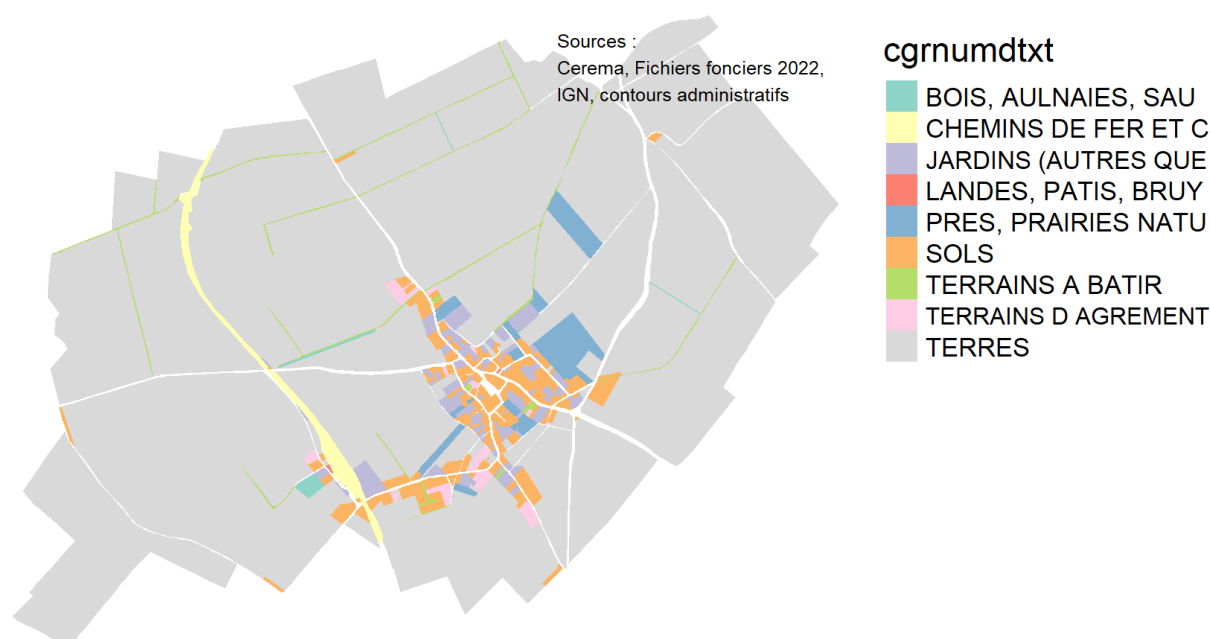 Sources :
Cerema, Fichiers fonciers 2022,
IGN, contours administratifs
cgrnumdtxt
BOIS, AULNAIES, SAU
CHEMINS DE FER ET C
JARDINS (AUTRES QUE
LANDES, PATIS, BRUY
PRES, PRAIRIES NATU
SOLS
TERRAINS A BATIR
TERRAINS D AGREMENT
TERRES